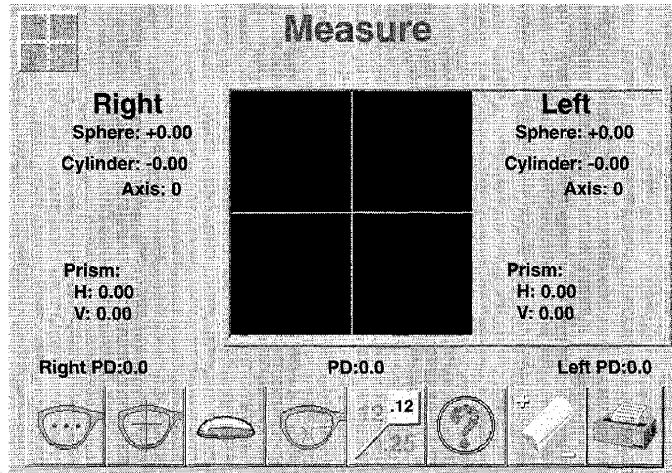 Measure
Right
Sphere: +0.00
Cylinder: -0.00
Axis: 0
Prism:
H: 0.00
V: 0.00
Left
Sphere: +0.00
Cylinder: -0.00
Axis: 0
Prism:
H: 0.00
V: 0.00
Right PD:0.0
PD:0.0
Left PD:0.0
.12
.25
?
+
-